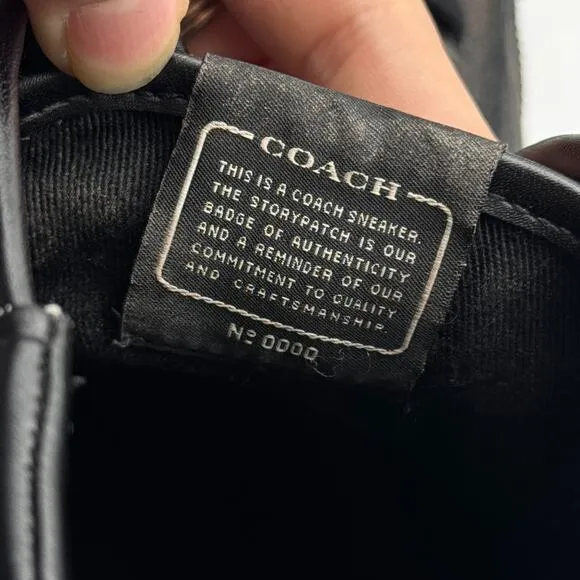 COACH
THIS IS A COACH SNEAKER.
THE STORYPATCH IS OUR
BADGE OF AUTHENTICITY
AND A REMINDER OF OUR
COMMITMENT TO QUALITY
AND CRAFTSMANSHIP
Nº 0000